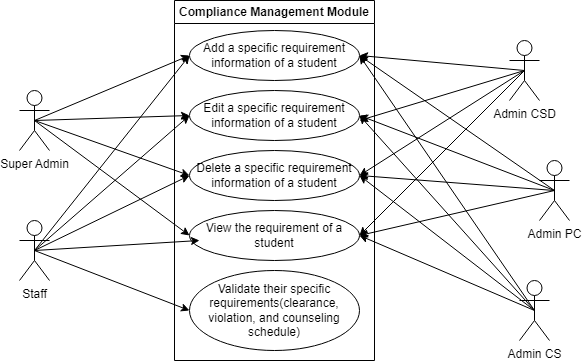 Compliance Management Module
Add a specific requirement
information of a student
Admin CSD
Edit a specific requirement
information of a student
Super Admin
Delete a specific requirement
information of a student
Admin PC
View the requirement of a
student
Staff
Validate their specific
requirements(clearance,
violation, and counseling
schedule)
Admin CS